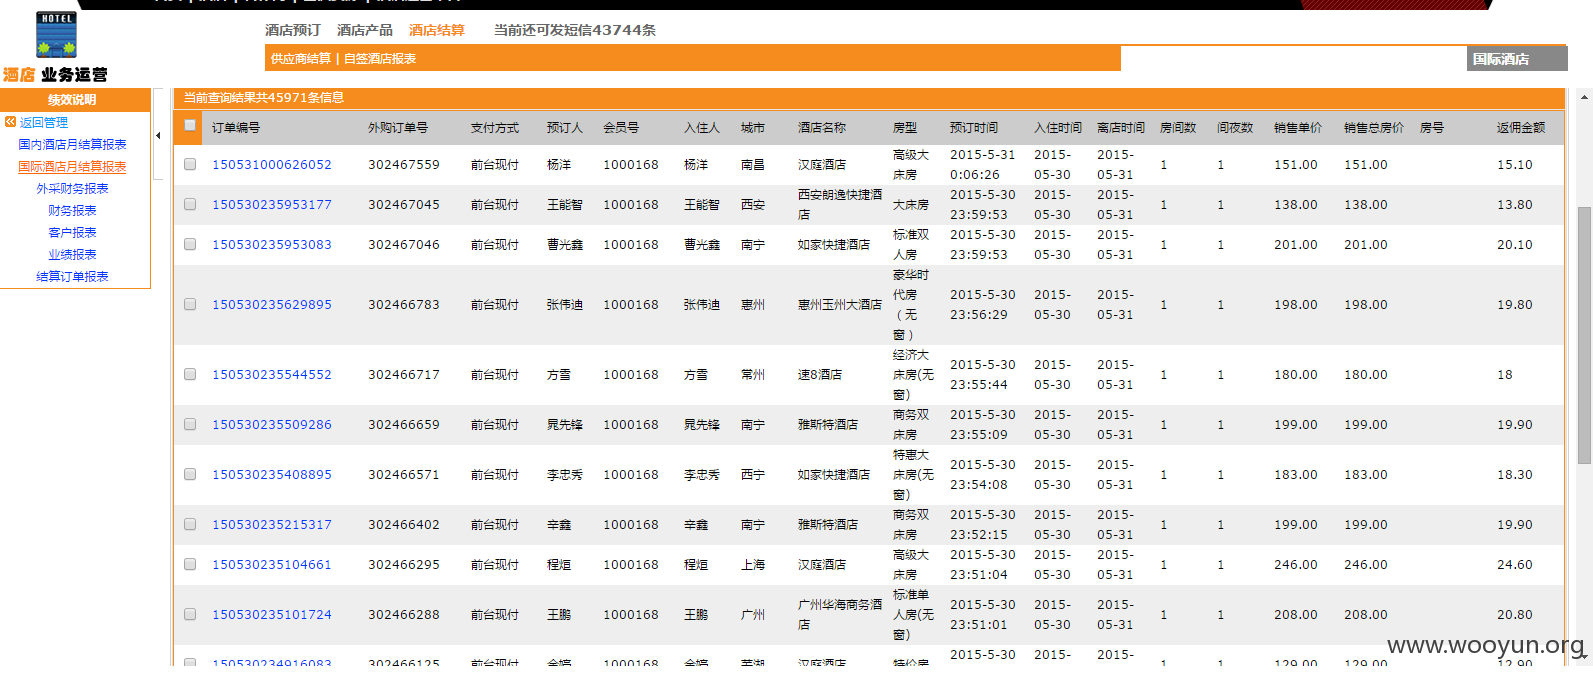 HOTEL
酒店 业务运营
酒店预订 酒店产品 酒店结算 当前还可发短信43744条
供应商结算 | 自签酒店报表
国际酒店
绩效说明
返回管理
国内酒店月结算报表
国际酒店月结算报表
外采财务报表
财务报表
客户报表
业绩报表
结算订单报表
当前查询结果共45971条信息
订单编号 外购订单号 支付方式 预订人 会员号 入住人 城市 酒店名称 房型 预订时间 入住时间 离店时间 房间数 间夜数 销售单价 销售总房价 房号 返佣金额
150531000626052 302467559 前台现付 杨洋 1000168 杨洋 南昌 汉庭酒店 高级大床房 2015-5-31 0:06:26 2015-05-30 2015-05-31 1 1 151.00 151.00 15.10
150530235953177 302467045 前台现付 王能智 1000168 王能智 西安 西安朗逸快捷酒店 大床房 2015-5-30 23:59:53 2015-05-30 2015-05-31 1 1 138.00 138.00 13.80
150530235953083 302467046 前台现付 曹光鑫 1000168 曹光鑫 南宁 如家快捷酒店 标准双人房 2015-5-30 23:59:53 2015-05-30 2015-05-31 1 1 201.00 201.00 20.10
150530235629895 302466783 前台现付 张伟迪 1000168 张伟迪 惠州 惠州玉州大酒店 豪华时代房（无窗） 2015-5-30 23:56:29 2015-05-30 2015-05-31 1 1 198.00 198.00 19.80
150530235544552 302466717 前台现付 方雪 1000168 方雪 常州 速8酒店 经济大床房(无窗) 2015-5-30 23:55:44 2015-05-30 2015-05-31 1 1 180.00 180.00 18
150530235509286 302466659 前台现付 晁先锋 1000168 晁先锋 南宁 雅斯特酒店 商务双床房 2015-5-30 23:55:09 2015-05-30 2015-05-31 1 1 199.00 199.00 19.90
150530235408895 302466571 前台现付 李忠秀 1000168 李忠秀 西宁 如家快捷酒店 特惠大床房(无窗) 2015-5-30 23:54:08 2015-05-30 2015-05-31 1 1 183.00 183.00 18.30
150530235215317 302466402 前台现付 辛鑫 1000168 辛鑫 南宁 雅斯特酒店 商务双床房 2015-5-30 23:52:15 2015-05-30 2015-05-31 1 1 199.00 199.00 19.90
150530235104661 302466295 前台现付 程烜 1000168 程烜 上海 汉庭酒店 高级大床房 2015-5-30 23:51:04 2015-05-30 2015-05-31 1 1 246.00 246.00 24.60
150530235101724 302466288 前台现付 王鹏 1000168 王鹏 广州 广州华海商务酒店 标准单人房(无窗) 2015-5-30 23:51:01 2015-05-30 2015-05-31 1 1 208.00 208.00 20.80
150530234916083 302466125 前台现付 1000168 芜湖 汉庭酒店 特价房 2015-5-30 2015- 2015- 1 1 129.00 129.00 12.90
www.wooyun.org